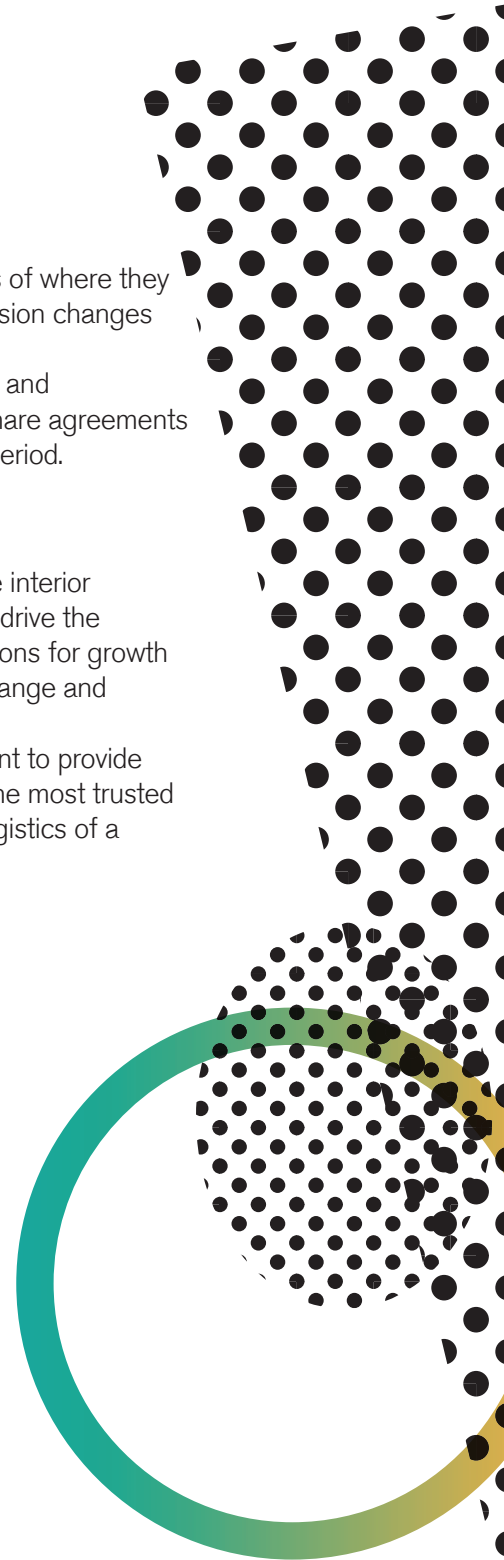 of where they
sion changes
and
are agreements
eriod.
interior
drive the
ons for growth
ange and
nt to provide
he most trusted
gistics of a